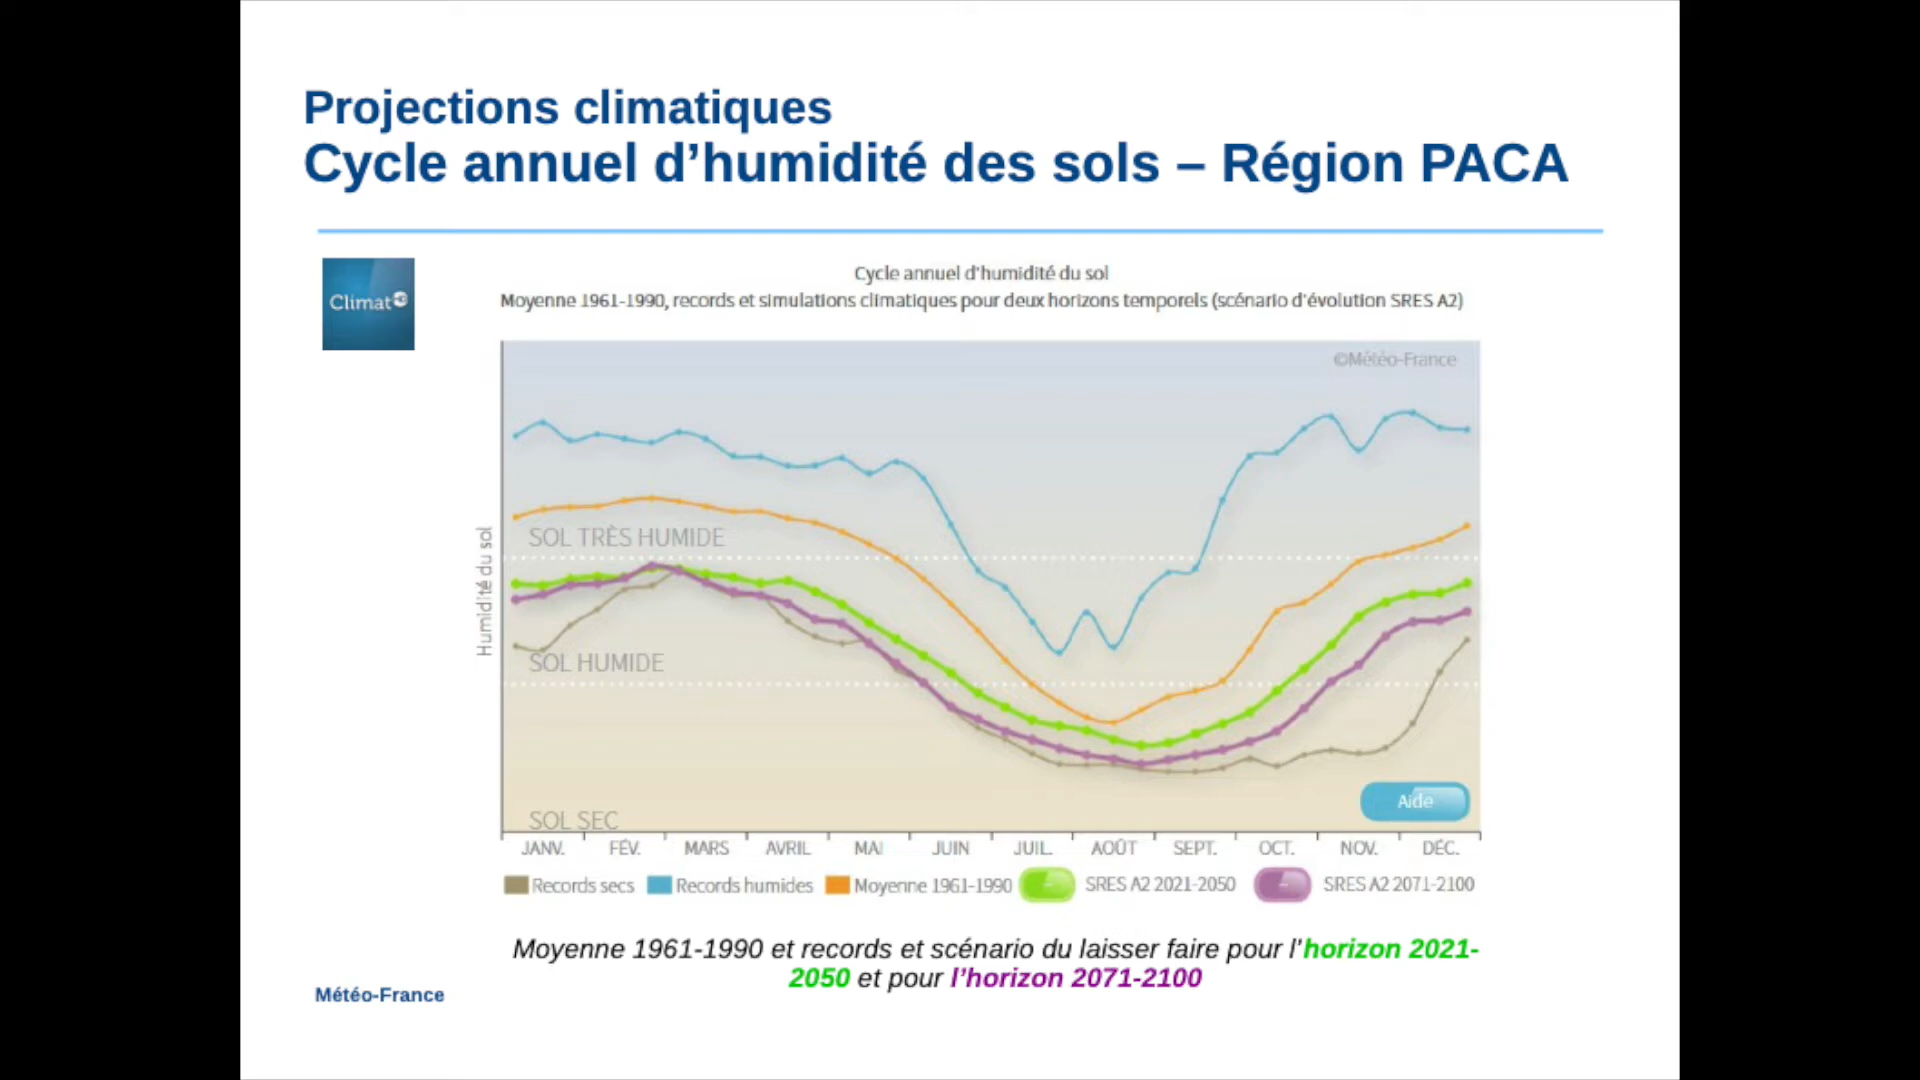 Projections climatiques
Cycle annuel d’humidité des sols – Région PACA
Climat HD
Cycle annuel d'humidité du sol
Moyenne 1961-1990, records et simulations climatiques pour deux horizons temporels (scénario d'évolution SRES A2)
©Météo-France
Humidité du sol
SOL TRÈS HUMIDE
SOL HUMIDE
SOL SEC
Aide
JANV. FÉV. MARS AVRIL MAI JUIN JUIL. AOÛT SEPT. OCT. NOV. DÉC.
Records secs Records humides Moyenne 1961-1990 SRES A2 2021-2050 SRES A2 2071-2100
Moyenne 1961-1990 et records et scénario du laisser faire pour l’horizon 2021-
2050 et pour l’horizon 2071-2100
Météo-France